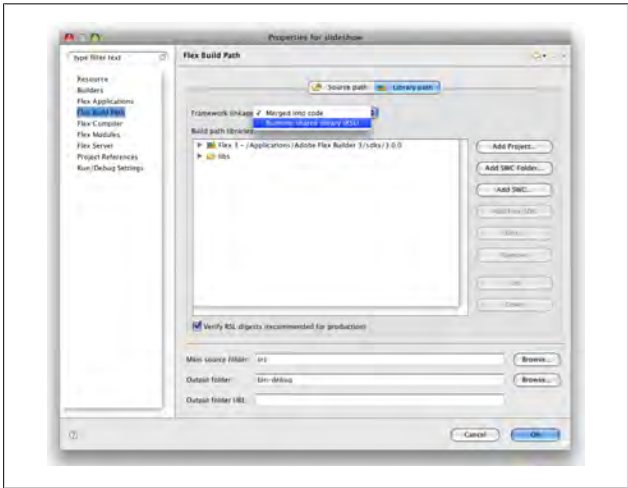 Properties for slideshow
type filter text
Flex Build Path
Resource
Builders
Flex Applications
Flex Build Path
Flex Compiler
Flex Modules
Flex Server
Project References
Run/Debug Settings
Source path
Library path
Framework linkage
✓ Merged into code
Runtime shared library (RSL)
Build path libraries
Flex 3 - /Applications/Adobe Flex Builder 3/sdks/3.0.0
libs
Add Project...
Add SWC Folder...
Add SWC...
Verify RSL digests (recommended for production)
Main source folder: src
Browse...
Output folder: bin-debug
Browse...
Output folder URL:
Cancel
OK